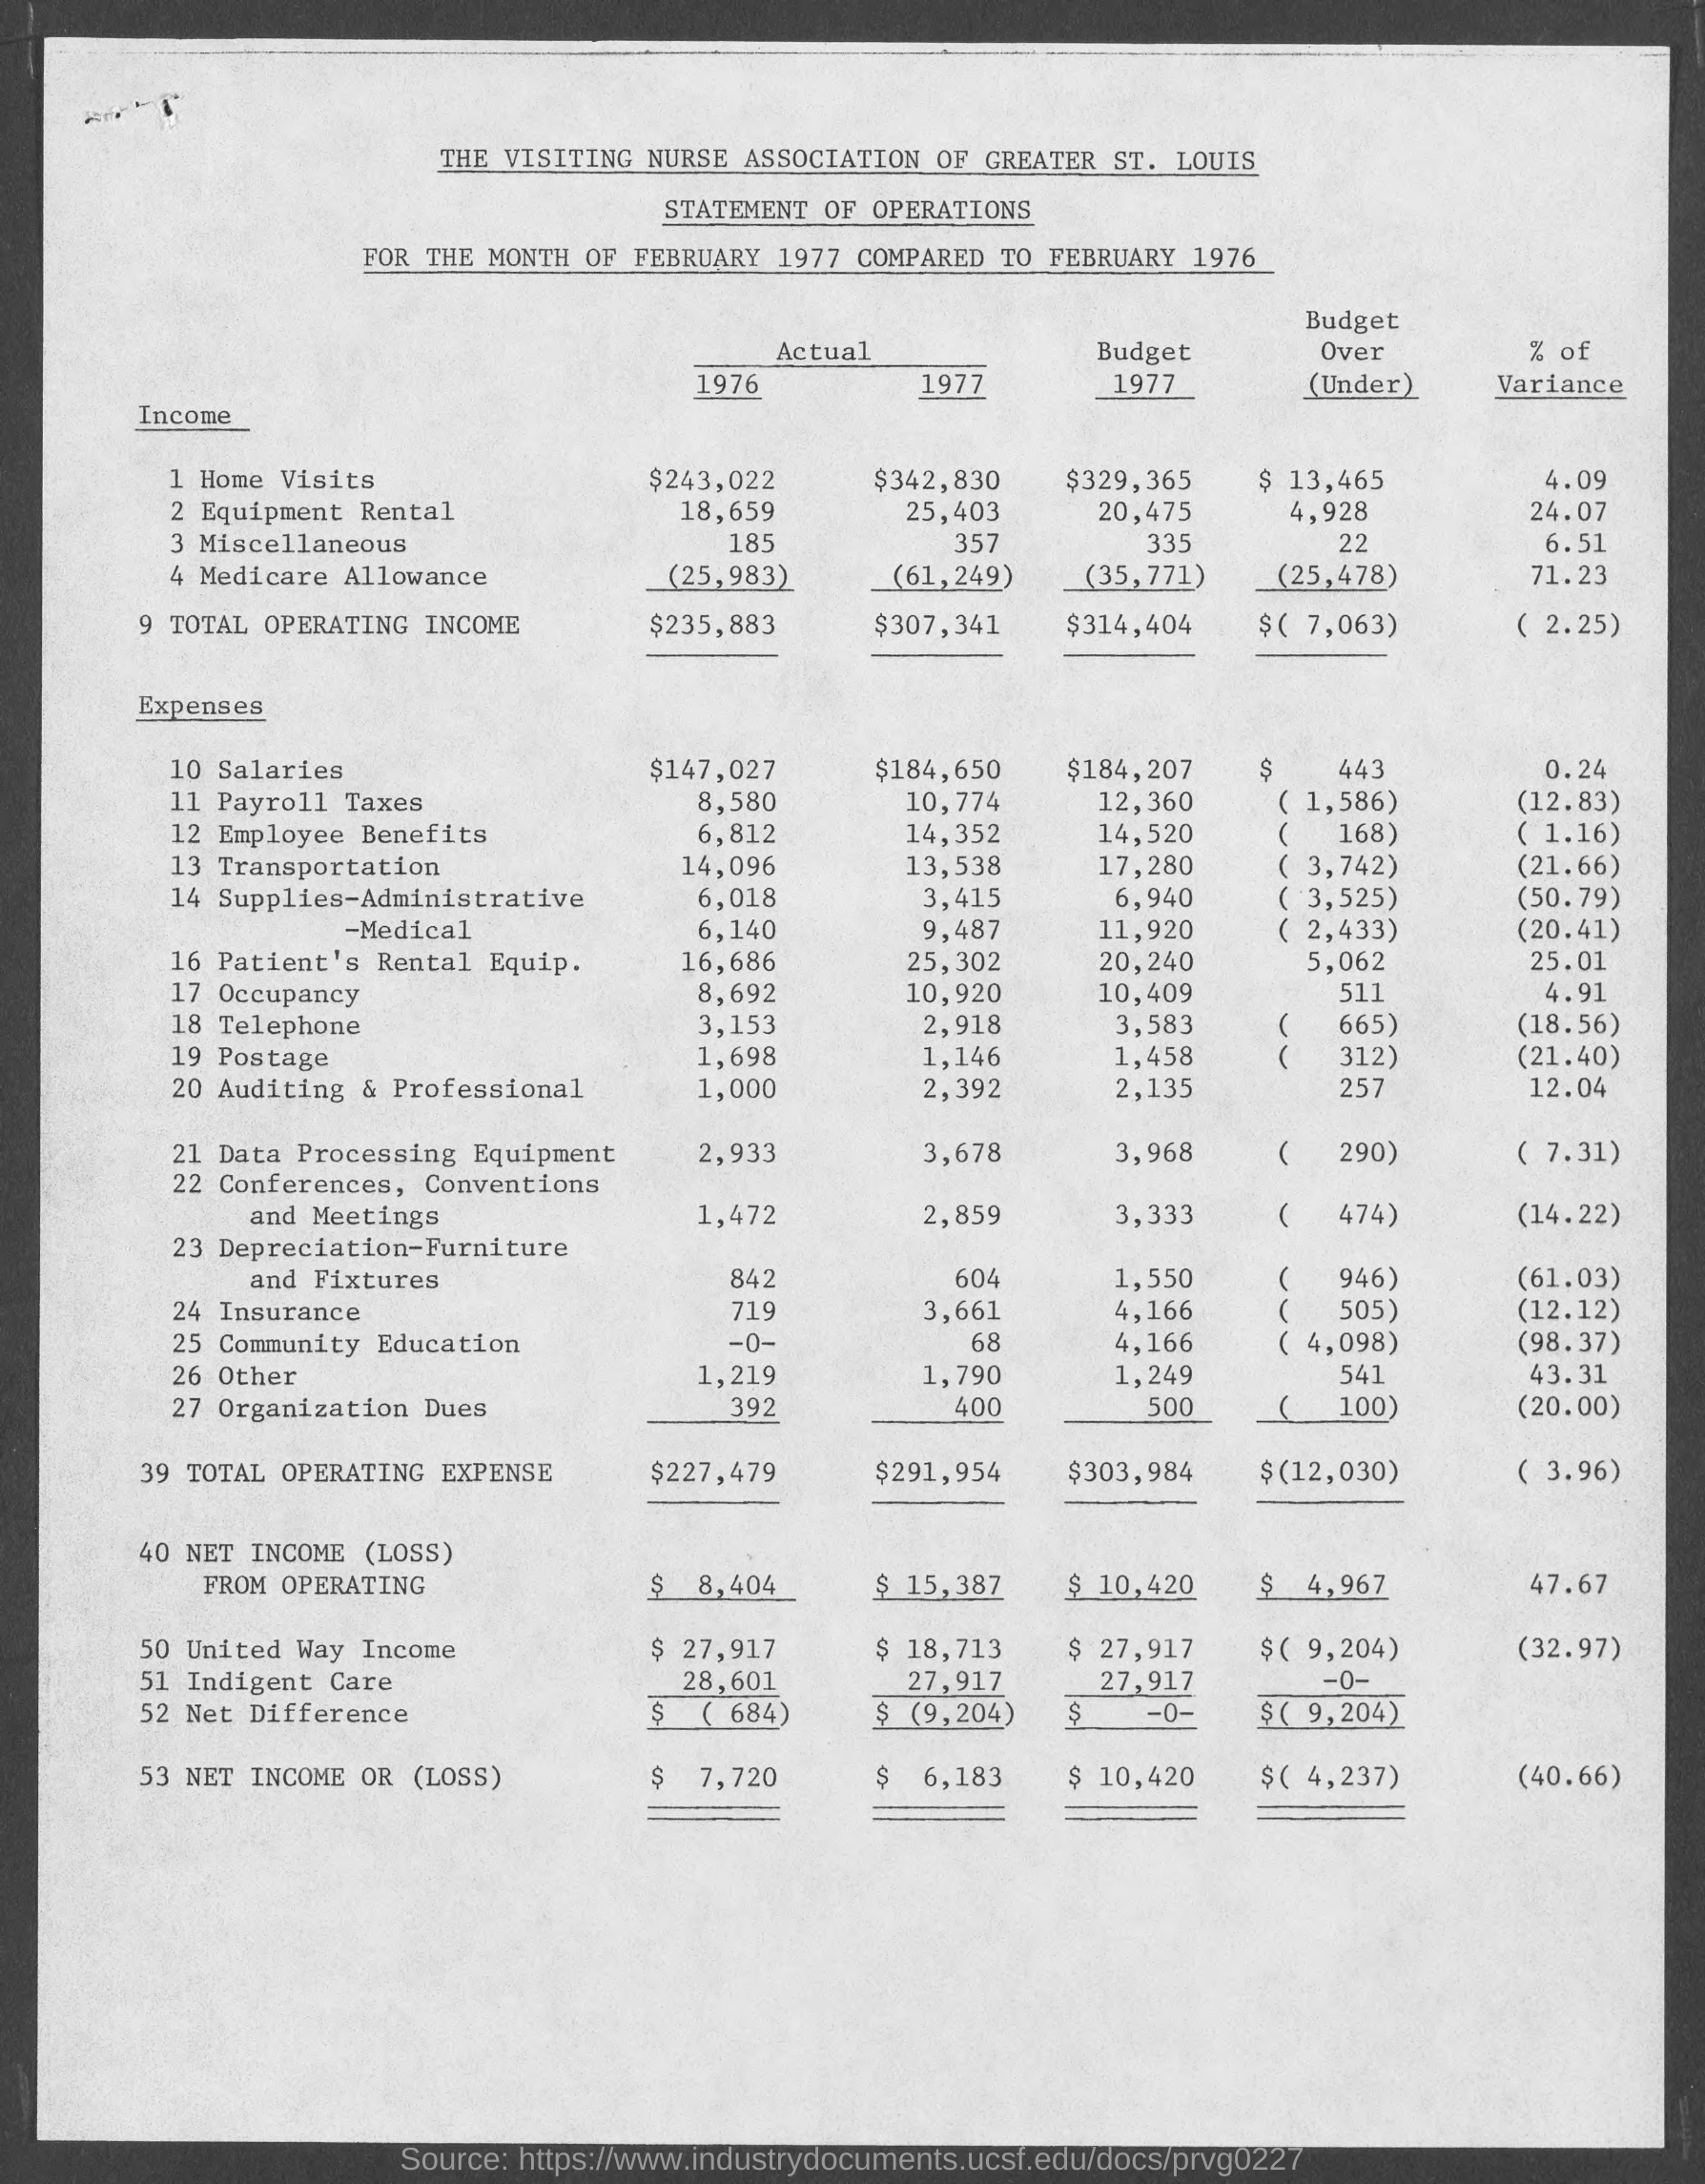 THE VISITING NURSE ASSOCIATION OF GREATER ST. LOUIS
STATEMENT OF OPERATIONS
FOR THE MONTH OF FEBRUARY 1977 COMPARED TO FEBRUARY 1976
Budget
Actual Budget Over % of
1976 1977 1977 (Under) Variance
Income
1 Home Visits $243,022 $342,830 $329,365 $ 13,465 4.09
2 Equipment Rental 18,659 25,403 20,475 4,928 24.07
3 Miscellaneous 185 357 335 22 6.51
4 Medicare Allowance (25,983) (61,249) (35,771) (25,478) 71.23
9 TOTAL OPERATING INCOME $235,883 $307,341 $314,404 $( 7,063) ( 2.25)
Expenses
10 Salaries $147,027 $184,650 $184,207 $ 443 0.24
11 Payroll Taxes 8,580 10,774 12,360 ( 1,586) (12.83)
12 Employee Benefits 6,812 14,352 14,520 ( 168) ( 1.16)
13 Transportation 14,096 13,538 17,280 ( 3,742) (21.66)
14 Supplies-Administrative 6,018 3,415 6,940 ( 3,525) (50.79)
-Medical 6,140 9,487 11,920 ( 2,433) (20.41)
16 Patient's Rental Equip. 16,686 25,302 20,240 5,062 25.01
17 Occupancy 8,692 10,920 10,409 511 4.91
18 Telephone 3,153 2,918 3,583 ( 665) (18.56)
19 Postage 1,698 1,146 1,458 ( 312) (21.40)
20 Auditing & Professional 1,000 2,392 2,135 257 12.04
21 Data Processing Equipment 2,933 3,678 3,968 ( 290) ( 7.31)
22 Conferences, Conventions
and Meetings 1,472 2,859 3,333 ( 474) (14.22)
23 Depreciation-Furniture
and Fixtures 842 604 1,550 ( 946) (61.03)
24 Insurance 719 3,661 4,166 ( 505) (12.12)
25 Community Education -0- 68 4,166 ( 4,098) (98.37)
26 Other 1,219 1,790 1,249 541 43.31
27 Organization Dues 392 400 500 ( 100) (20.00)
39 TOTAL OPERATING EXPENSE $227,479 $291,954 $303,984 $(12,030) ( 3.96)
40 NET INCOME (LOSS)
FROM OPERATING $ 8,404 $ 15,387 $ 10,420 $ 4,967 47.67
50 United Way Income $ 27,917 $ 18,713 $ 27,917 $( 9,204) (32.97)
51 Indigent Care 28,601 27,917 27,917 -0-
52 Net Difference $ ( 684) $ (9,204) $ -0- $( 9,204)
53 NET INCOME OR (LOSS) $ 7,720 $ 6,183 $ 10,420 $( 4,237) (40.66)
Source: https://www.industrydocuments.ucsf.edu/docs/prvg0227